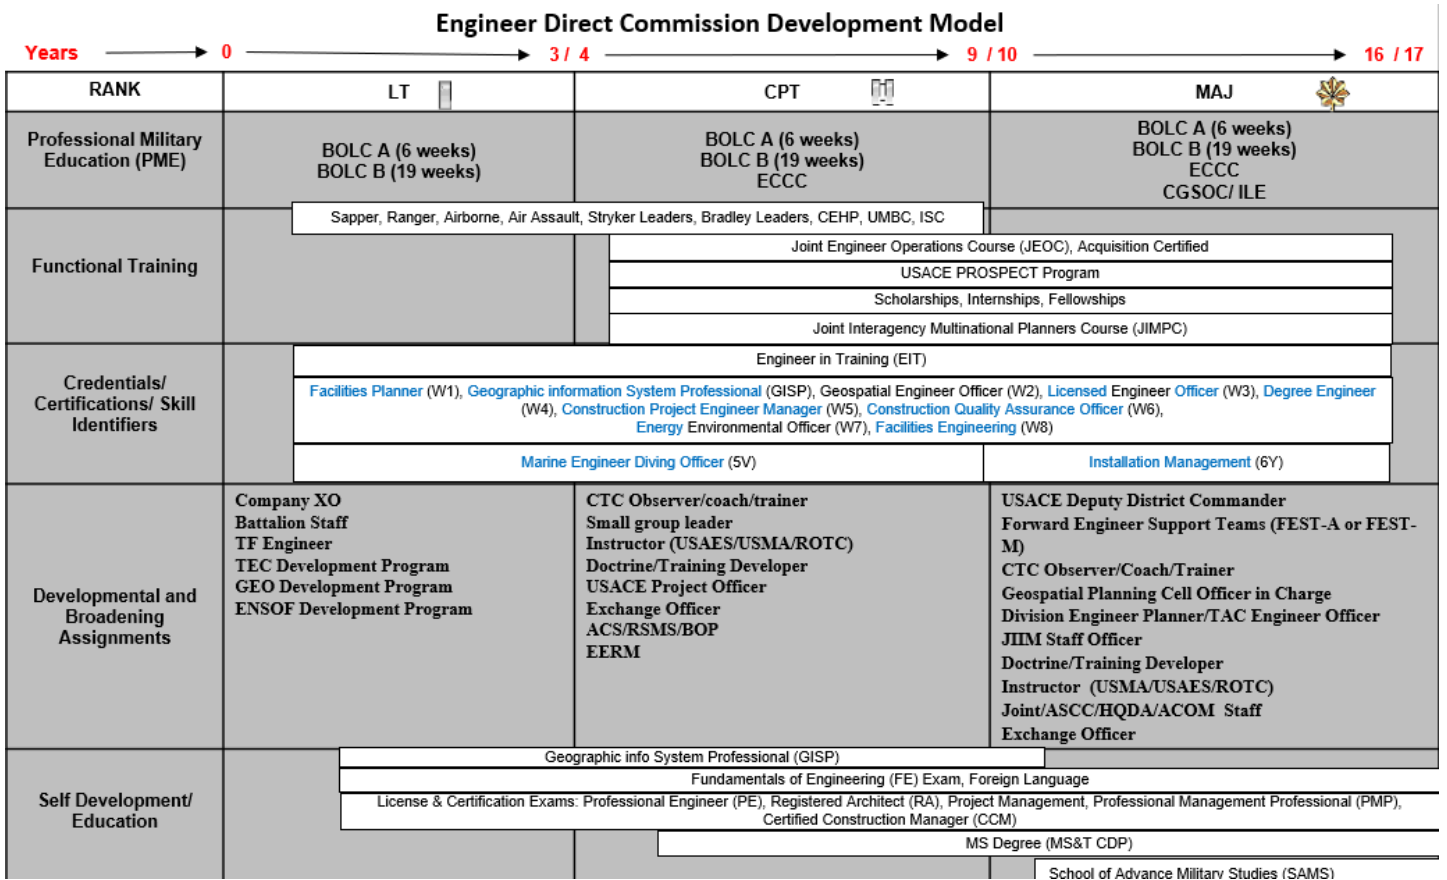 Engineer Direct Commission Development Model
Years 0 3 / 4 9 / 10 16 / 17
RANK
LT
CPT
MAJ
Professional Military
Education (PME)
BOLC A (6 weeks)
BOLC B (19 weeks)
BOLC A (6 weeks)
BOLC B (19 weeks)
ECCC
BOLC A (6 weeks)
BOLC B (19 weeks)
ECCC
CGSOC/ ILE
Functional Training
Sapper, Ranger, Airborne, Air Assault, Stryker Leaders, Bradley Leaders, CEHP, UMBC, ISC
Joint Engineer Operations Course (JEOC), Acquisition Certified
USACE PROSPECT Program
Scholarships, Internships, Fellowships
Joint Interagency Multinational Planners Course (JIMPC)
Credentials/
Certifications/ Skill
Identifiers
Engineer in Training (EIT)
Facilities Planner (W1), Geographic information System Professional (GISP), Geospatial Engineer Officer (W2), Licensed Engineer Officer (W3), Degree Engineer
(W4), Construction Project Engineer Manager (W5), Construction Quality Assurance Officer (W6),
Energy Environmental Officer (W7), Facilities Engineering (W8)
Marine Engineer Diving Officer (5V)
Installation Management (6Y)
Developmental and
Broadening
Assignments
Company XO
Battalion Staff
TF Engineer
TEC Development Program
GEO Development Program
ENSOF Development Program
CTC Observer/coach/trainer
Small group leader
Instructor (USAES/USMA/ROTC)
Doctrine/Training Developer
USACE Project Officer
Exchange Officer
ACS/RSMS/BOP
EERM
USACE Deputy District Commander
Forward Engineer Support Teams (FEST-A or FEST-
M)
CTC Observer/Coach/Trainer
Geospatial Planning Cell Officer in Charge
Division Engineer Planner/TAC Engineer Officer
JIIM Staff Officer
Doctrine/Training Developer
Instructor (USMA/USAES/ROTC)
Joint/ASCC/HQDA/ACOM Staff
Exchange Officer
Self Development/
Education
Geographic info System Professional (GISP)
Fundamentals of Engineering (FE) Exam, Foreign Language
License & Certification Exams: Professional Engineer (PE), Registered Architect (RA), Project Management, Professional Management Professional (PMP),
Certified Construction Manager (CCM)
MS Degree (MS&T CDP)
School of Advance Military Studies (SAMS)